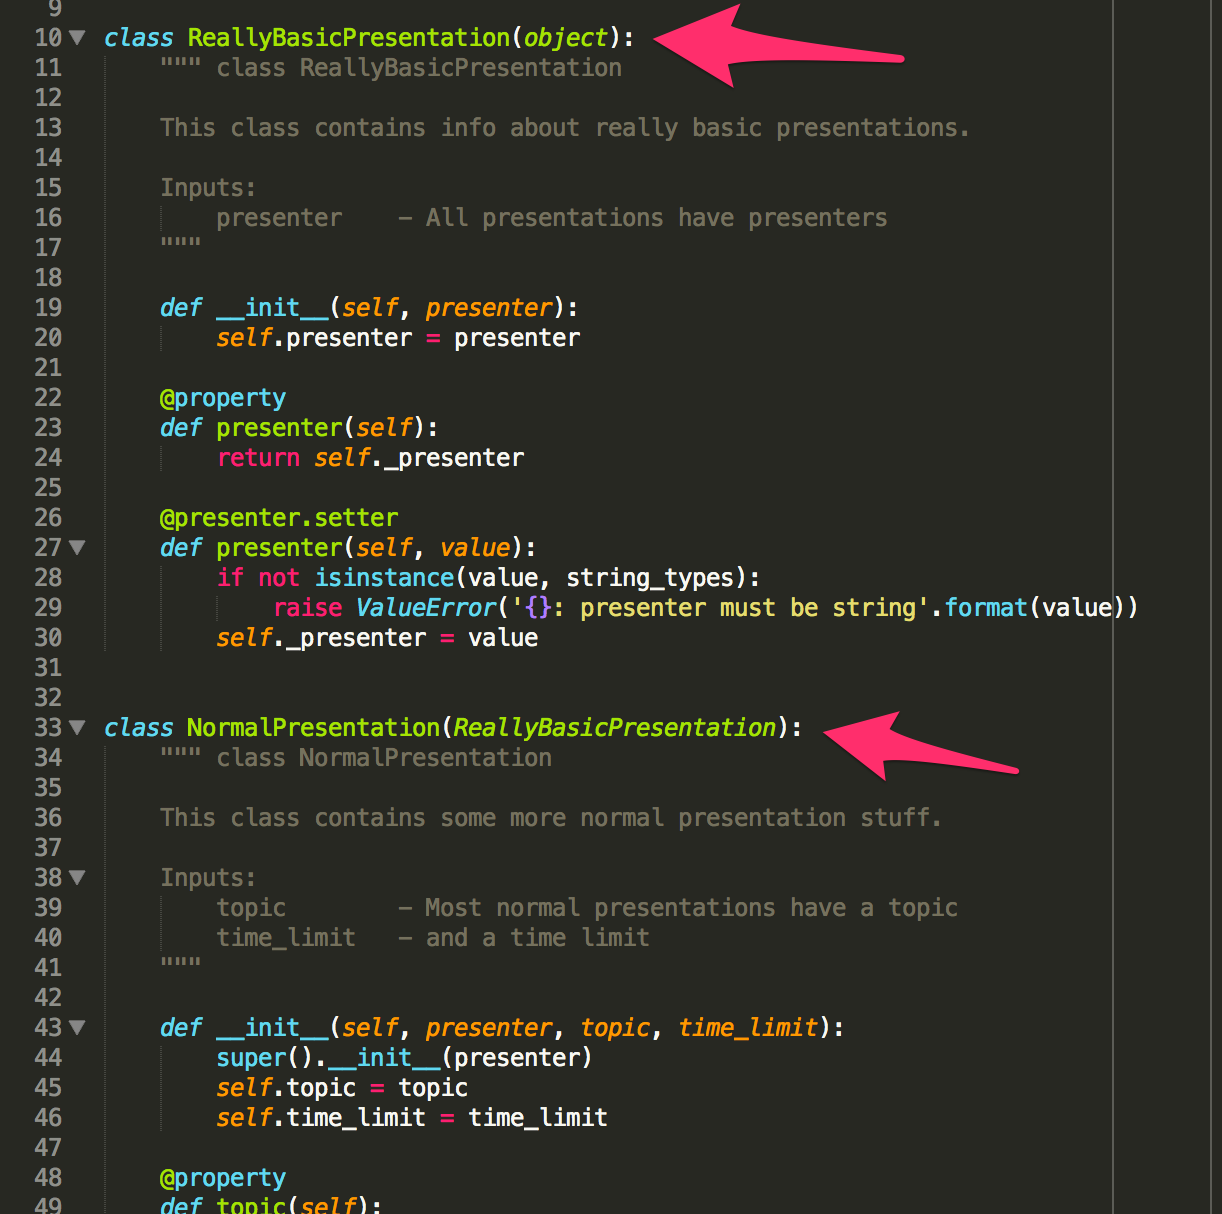 9
10 class ReallyBasicPresentation(object):
11     """ class ReallyBasicPresentation
12
13     This class contains info about really basic presentations.
14
15     Inputs:
16         presenter    – All presentations have presenters
17     """
18
19     def __init__(self, presenter):
20         self.presenter = presenter
21
22     @property
23     def presenter(self):
24         return self._presenter
25
26     @presenter.setter
27     def presenter(self, value):
28         if not isinstance(value, string_types):
29             raise ValueError('{}: presenter must be string'.format(value))
30         self._presenter = value
31
32
33 class NormalPresentation(ReallyBasicPresentation):
34     """ class NormalPresentation
35
36     This class contains some more normal presentation stuff.
37
38     Inputs:
39         topic        – Most normal presentations have a topic
40         time_limit   – and a time limit
41     """
42
43     def __init__(self, presenter, topic, time_limit):
44         super().__init__(presenter)
45         self.topic = topic
46         self.time_limit = time_limit
47
48     @property
49     def topic(self):